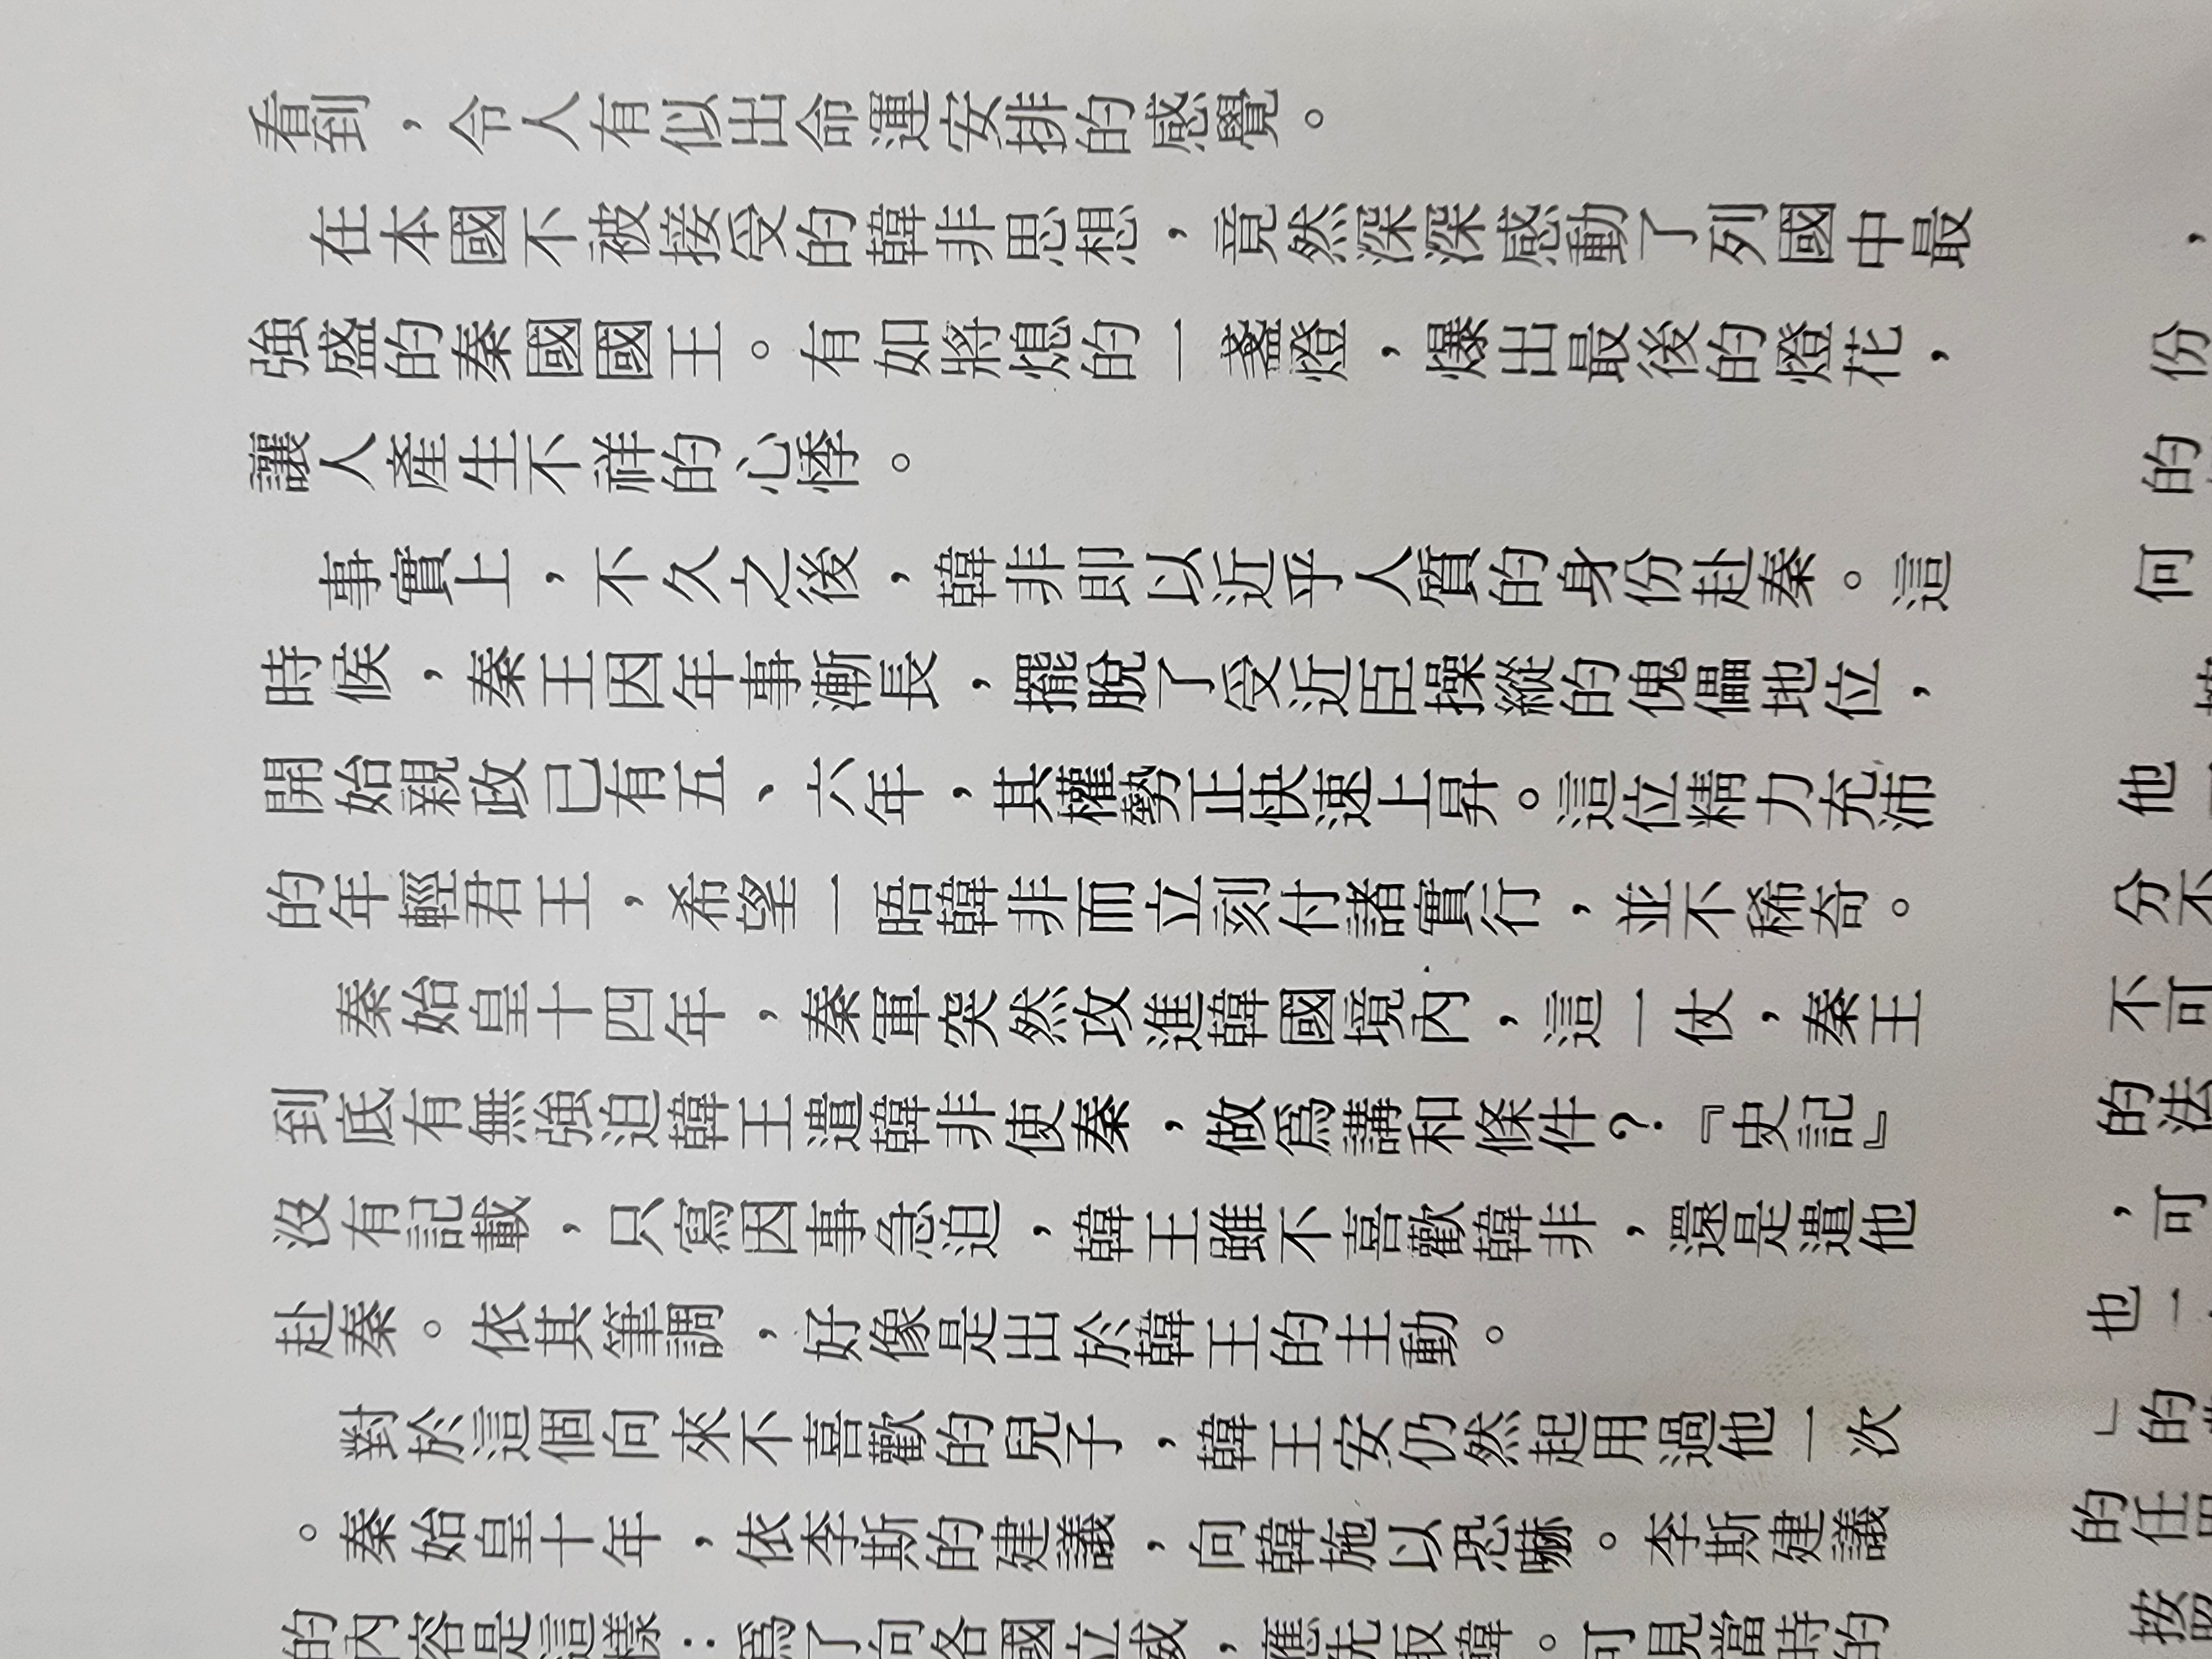 看到，令人有似出命運安排的感覺。
在本國不被接受的韓非思想，竟然深深感動了列國中最
強盛的秦國國王。有如將熄的一盞燈，爆出最後的燈花，
讓人產生不祥的心悸。
事實上，不久之後，韓非即以近乎人質的身份赴秦。這
時候，秦王因年事漸長，擺脫了受近臣操縱的傀儡地位，
開始親政已有五、六年，其權勢正快速上昇。這位精力充沛
的年輕君王，希望一晤韓非而立刻付諸實行，並不稀奇。
秦始皇十四年，秦軍突然攻進韓國境內，這一仗，秦王
到底有無強迫韓王遣韓非使秦，做爲講和條件？『史記』
沒有記載，只寫因事急迫，韓王雖不喜歡韓非，還是遣他
赴秦。依其筆調，好像是出於韓王的主動。
對於這個向來不喜歡的兒子，韓王安仍然起用過他一次
。秦始皇十年，依李斯的建議，向韓施以恐嚇。李斯建議
的內容是這樣：爲了向各國立威，應先取韓。可見當時的
，
份
的
何
他
分不
不可
的法
，可
也一
」的
的任
按照